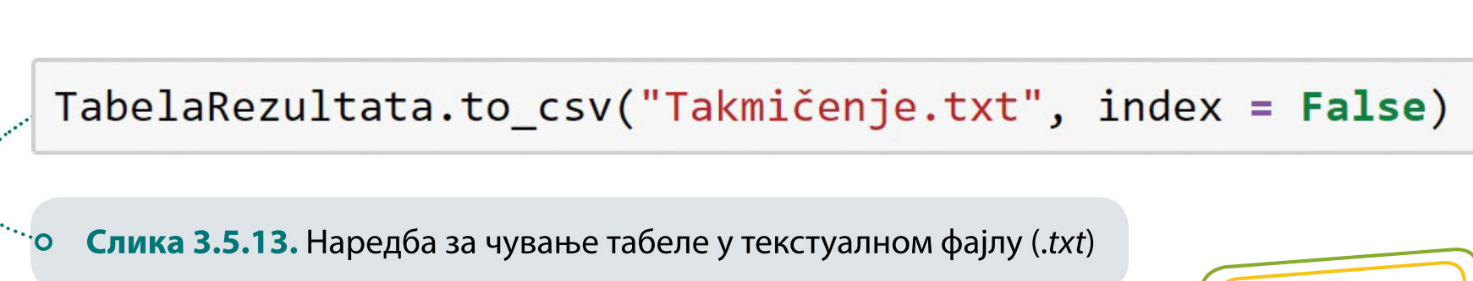 TabelaRezultata.to_csv("Takmičenje.txt", index = False)
Слика 3.5.13. Наредба за чување табеле у текстуалном фајлу (.txt)